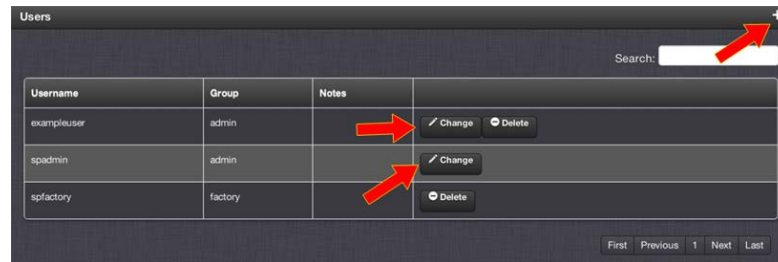 Users
Search:
Username Group Notes
exampleuser admin Change Delete
spadmin admin Change
spfactory factory Delete
First Previous 1 Next Last